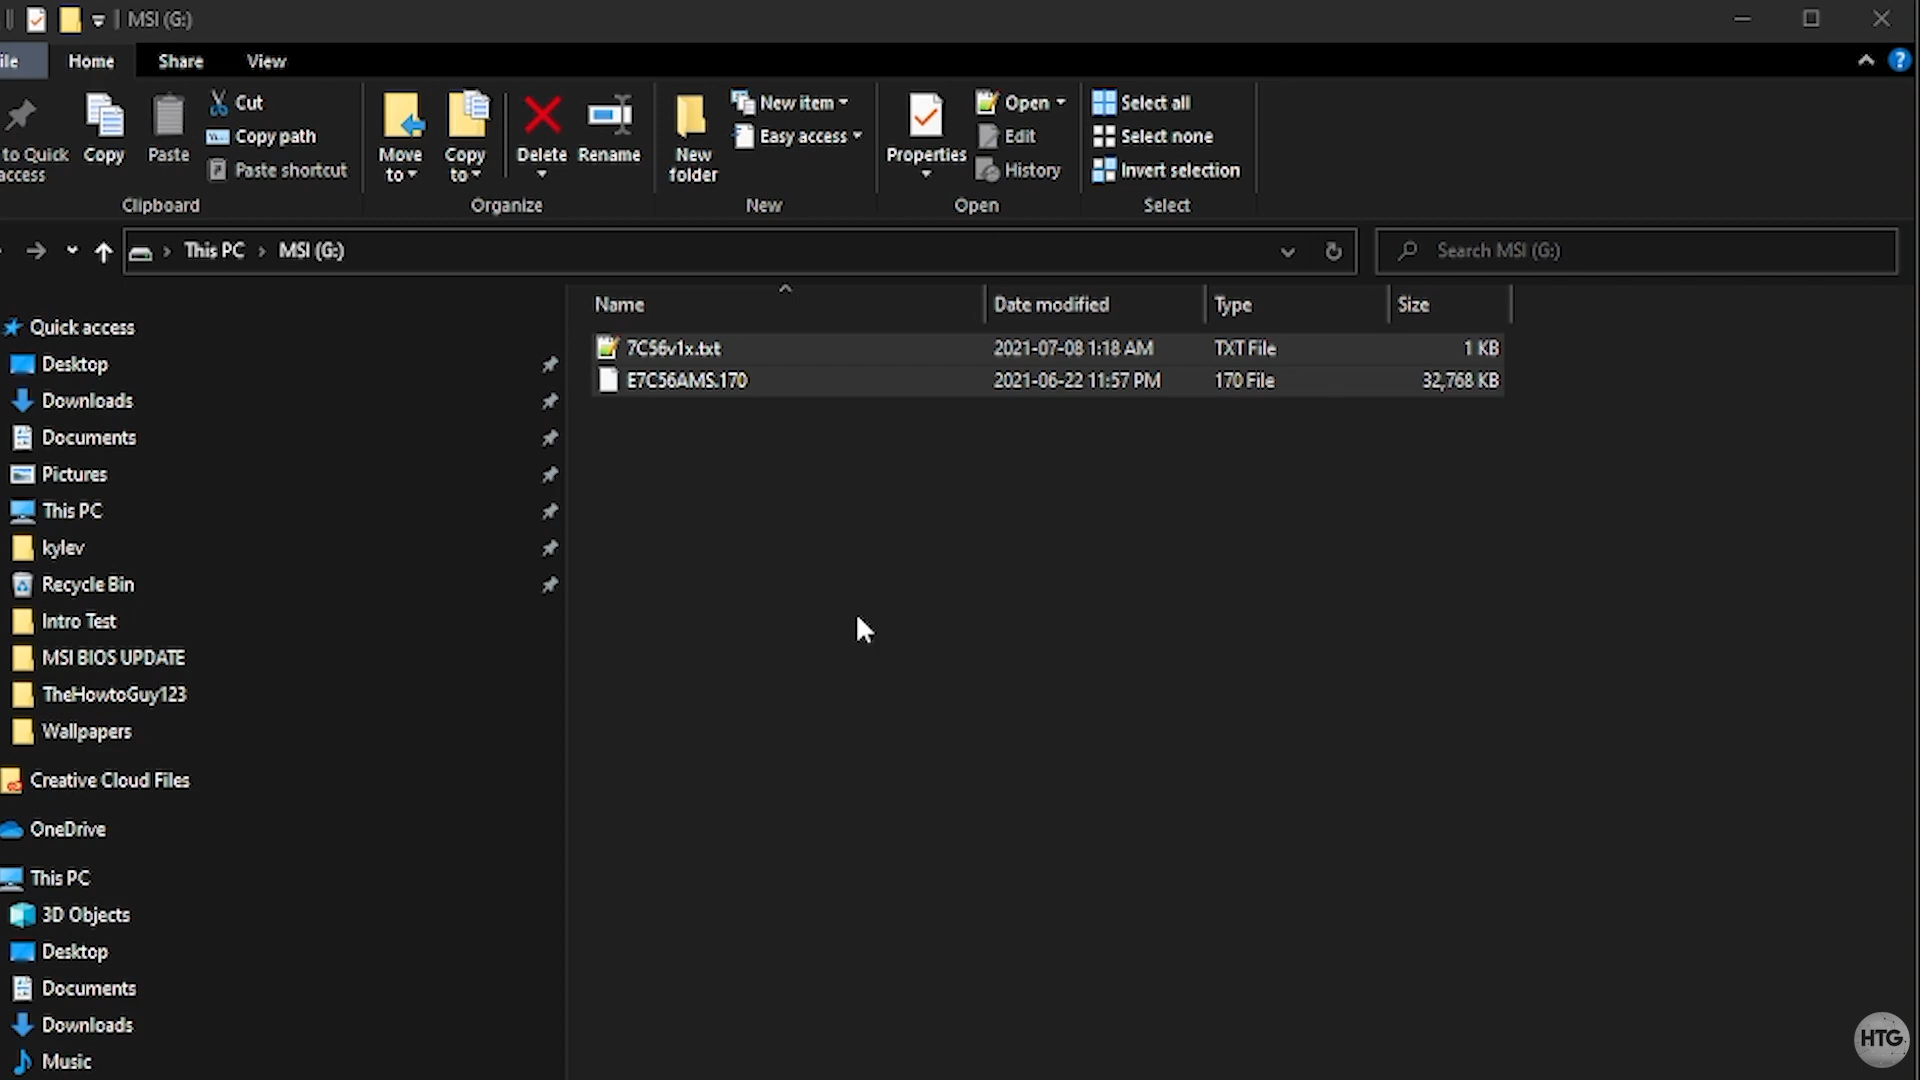 MSI (G:)
ile Home Share View
to Quick
access
Copy
Paste
Cut
Copy path
Paste shortcut
Move
to
Copy
to
Delete
Rename
New
folder
New item
Easy access
Properties
Open
Edit
History
Select all
Select none
Invert selection
Clipboard Organize New Open Select
This PC MSI (G:)
Search MSI (G:)
Name Date modified Type Size
7C56v1x.txt 2021-07-08 1:18 AM TXT File 1 KB
E7C56AMS.170 2021-06-22 11:57 PM 170 File 32,768 KB
Quick access
Desktop
Downloads
Documents
Pictures
This PC
kylev
Recycle Bin
Intro Test
MSI BIOS UPDATE
TheHowtoGuy123
Wallpapers
Creative Cloud Files
OneDrive
This PC
3D Objects
Desktop
Documents
Downloads
Music
HTG